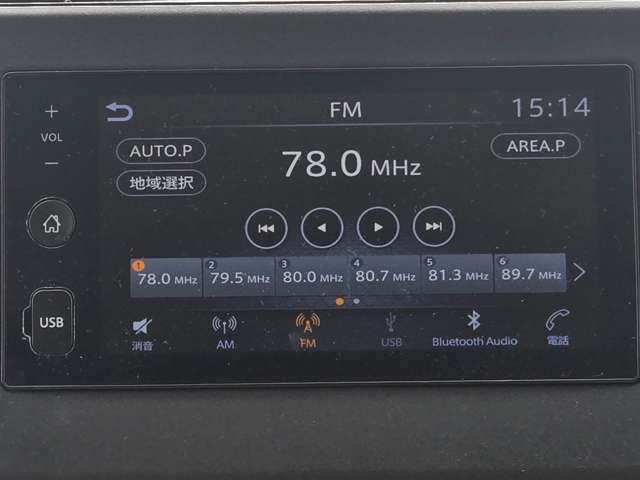 FM
15:14
+
VOL
−
AUTO.P
AREA.P
78.0 MHz
地域選択
1 78.0 MHz
2 79.5 MHz
3 80.0 MHz
4 80.7 MHz
5 81.3 MHz
6 89.7 MHz
USB
消音
AM
FM
USB
Bluetooth Audio
電話